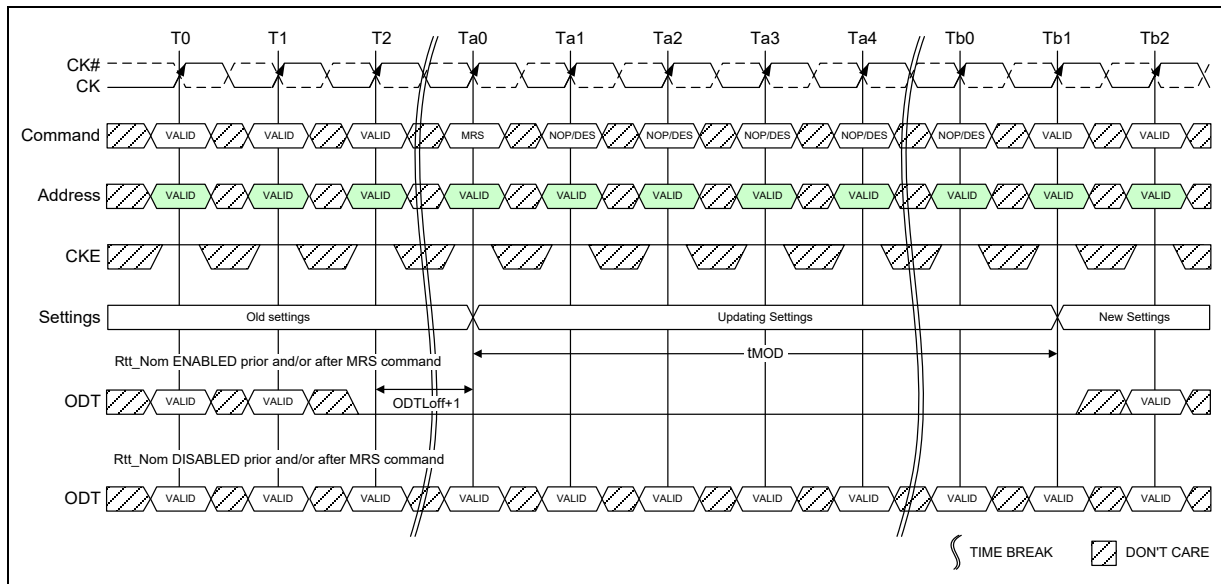 T0 T1 T2 Ta0 Ta1 Ta2 Ta3 Ta4 Tb0 Tb1 Tb2
CK#
CK
Command VALID VALID VALID MRS NOP/DES NOP/DES NOP/DES NOP/DES NOP/DES VALID VALID
Address VALID VALID VALID VALID VALID VALID VALID VALID VALID VALID VALID
CKE
Settings Old settings Updating Settings New Settings
Rtt_Nom ENABLED prior and/or after MRS command
tMOD
ODTLoff+1
ODT VALID VALID VALID
Rtt_Nom DISABLED prior and/or after MRS command
ODT VALID VALID VALID VALID VALID VALID VALID VALID VALID VALID VALID
TIME BREAK DON'T CARE